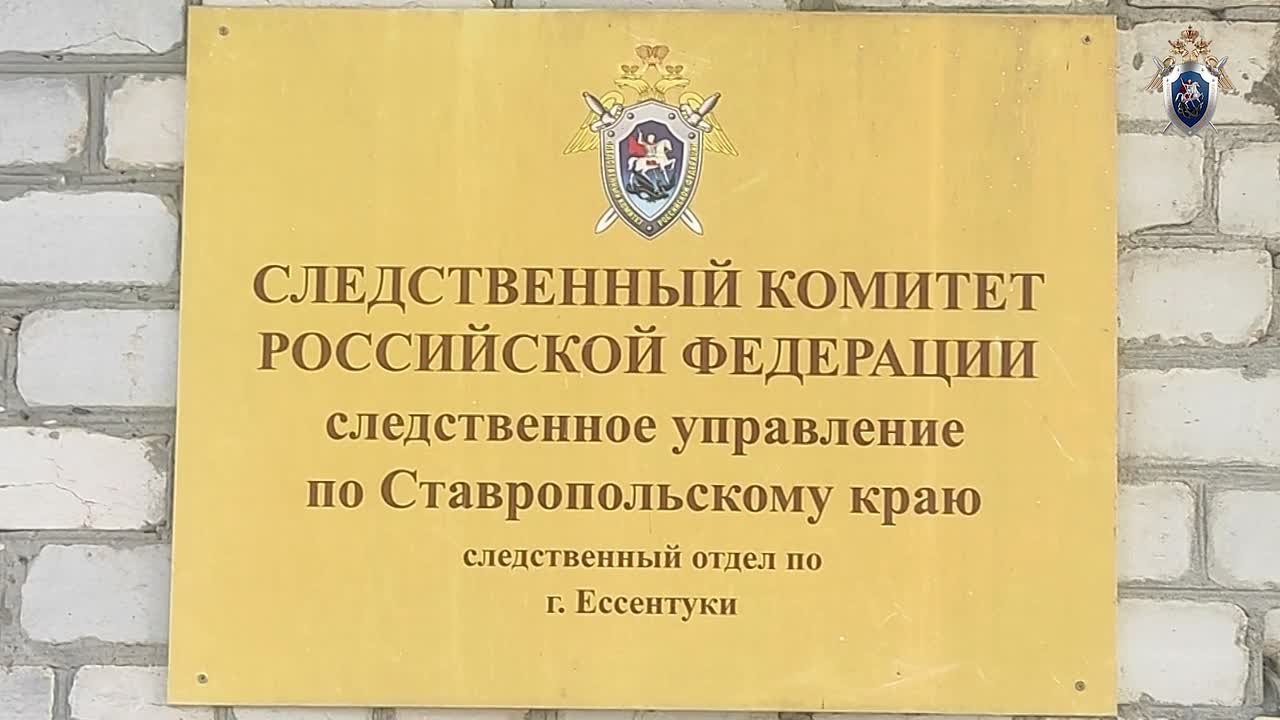 СЛЕДСТВЕННЫЙ КОМИТЕТ
РОССИЙСКОЙ ФЕДЕРАЦИИ
следственное управление
по Ставропольскому краю
следственный отдел по
г. Ессентуки